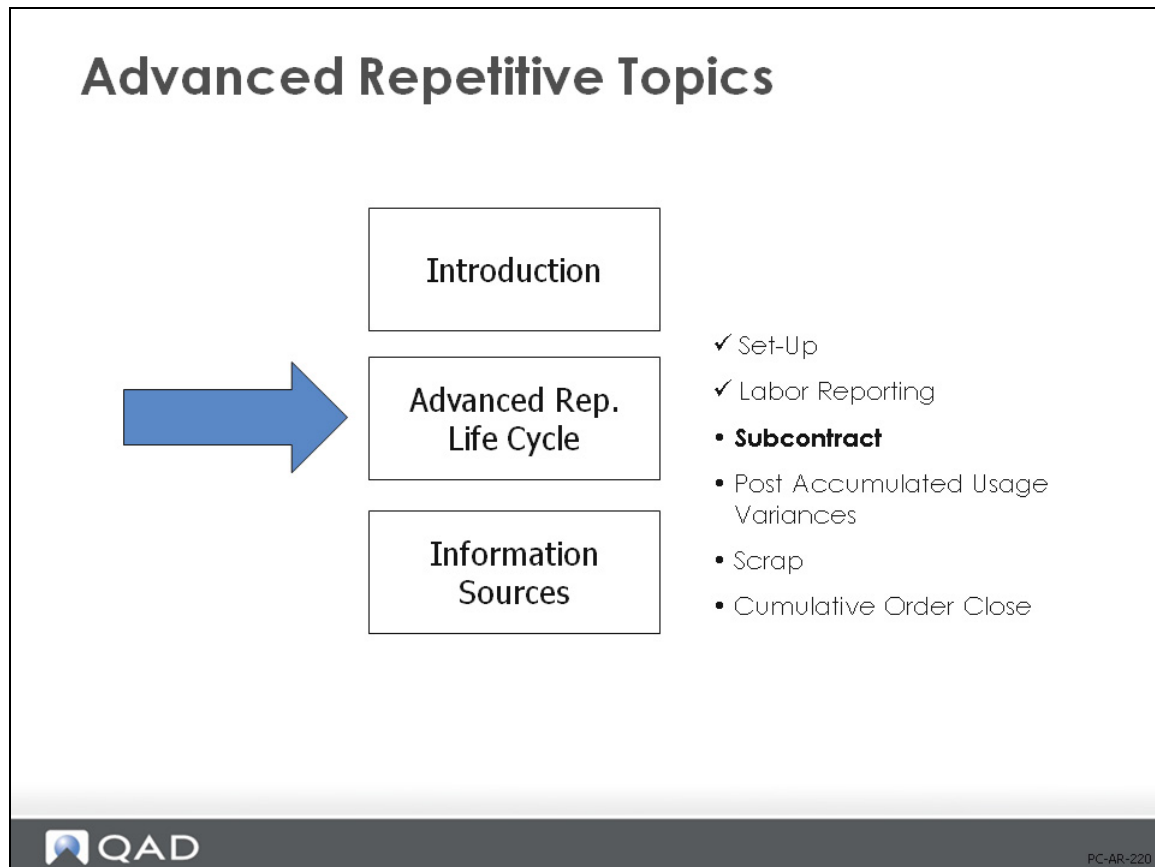 Advanced Repetitive Topics
Introduction
Advanced Rep.
Life Cycle
Information
Sources
✓ Set-Up
✓ Labor Reporting
• Subcontract
• Post Accumulated Usage
Variances
• Scrap
• Cumulative Order Close
QAD
PC-AR-220